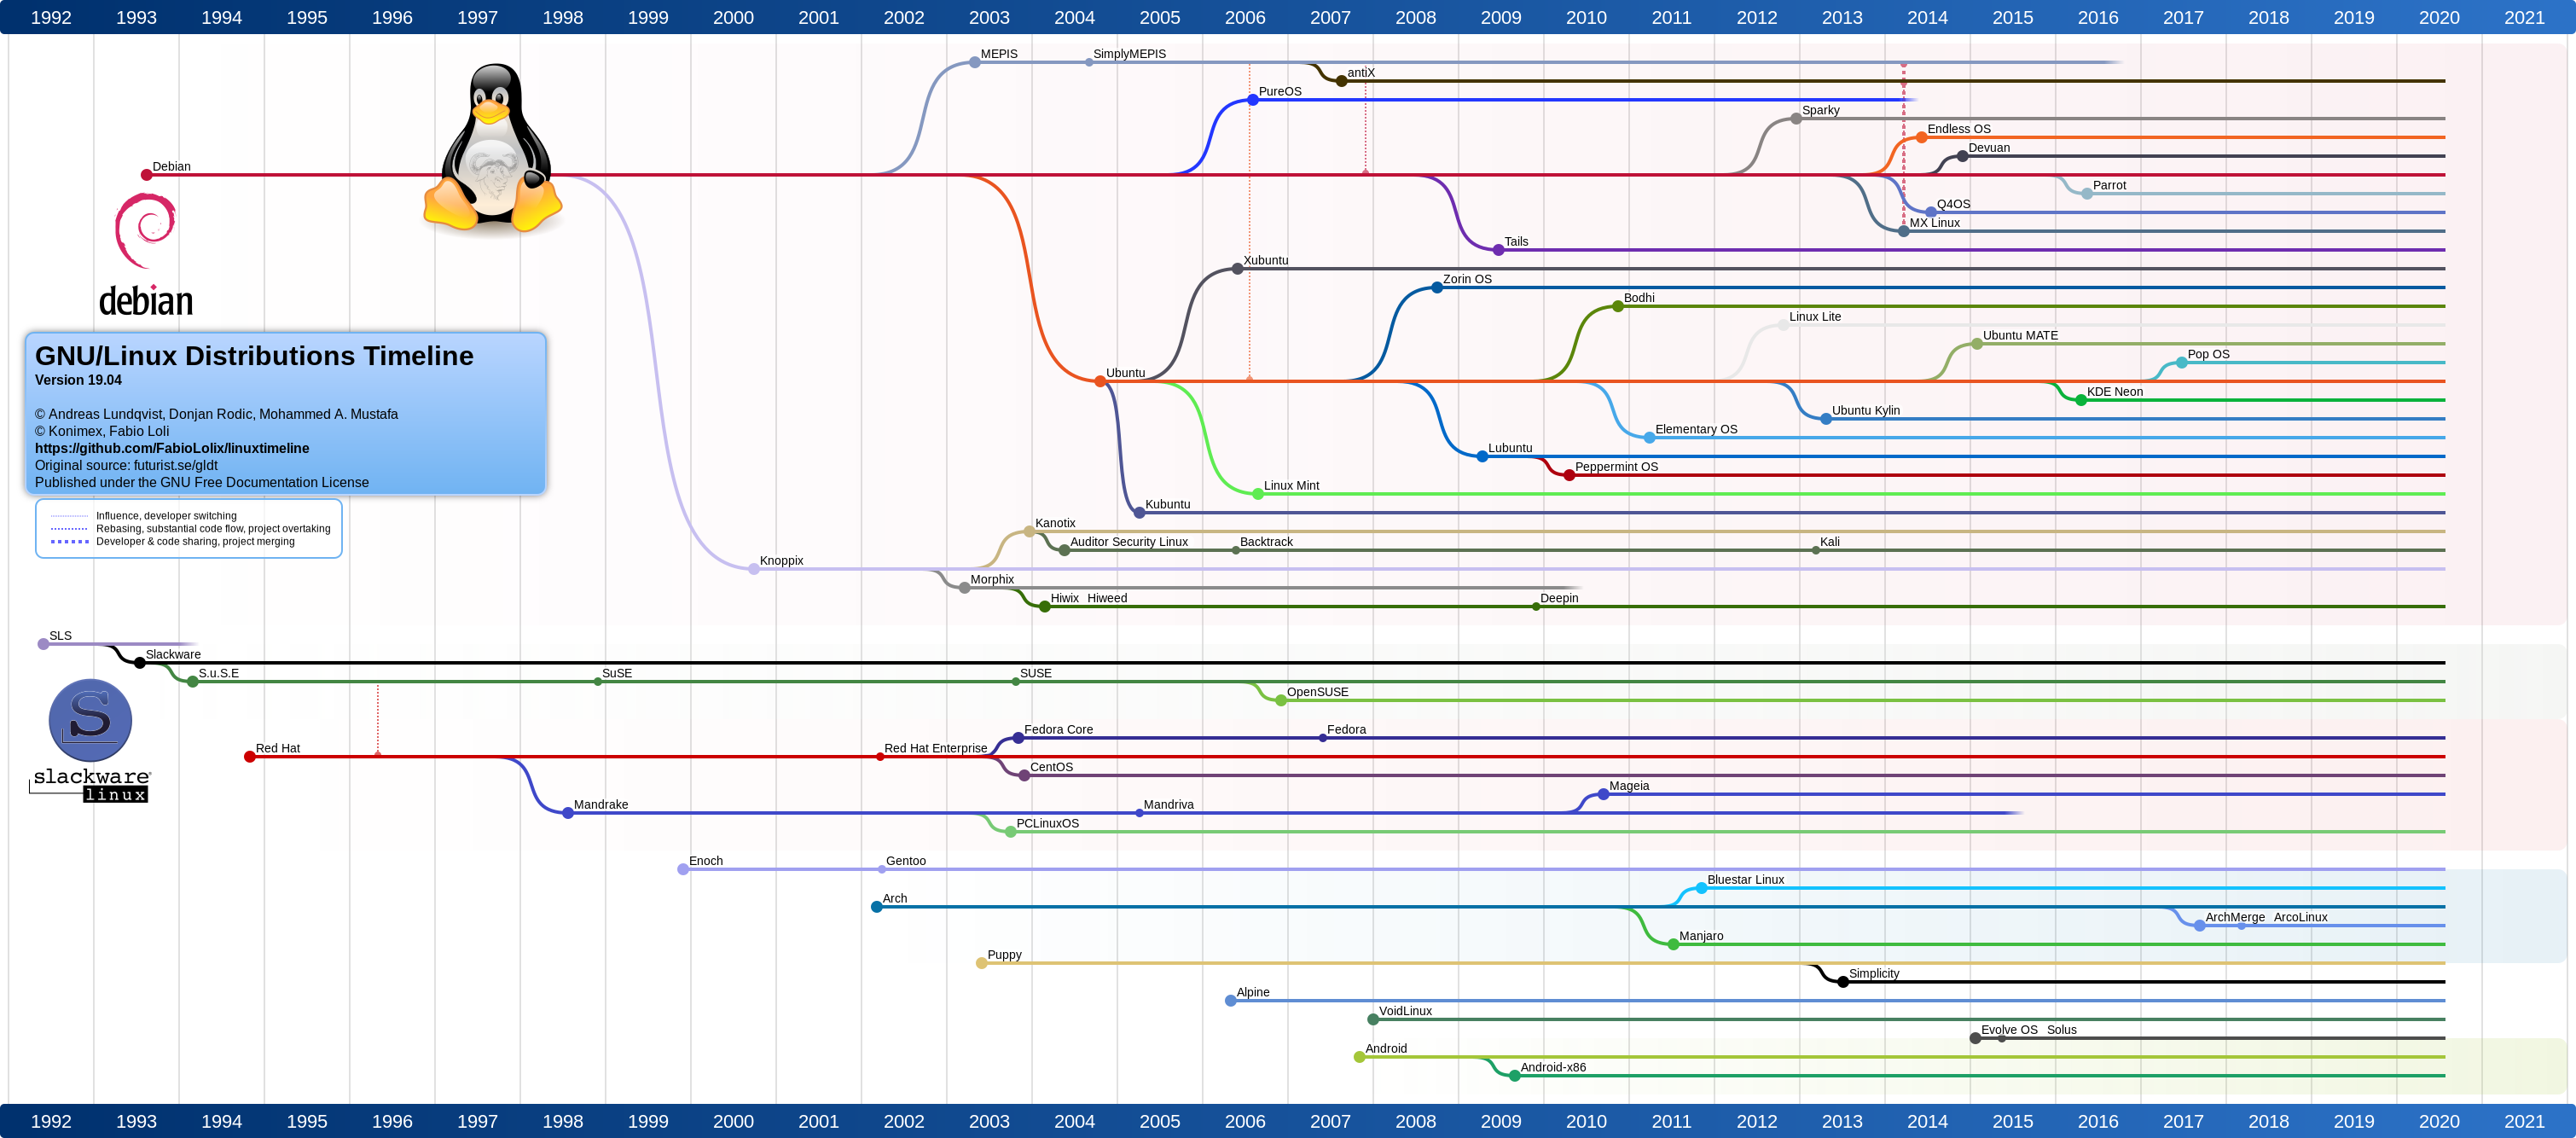 1992 1993 1994 1995 1996 1997 1998 1999 2000 2001 2002 2003 2004 2005 2006 2007 2008 2009 2010 2011 2012 2013 2014 2015 2016 2017 2018 2019 2020 2021
MEPIS SimplyMEPIS
antiX
PureOS
Sparky
Endless OS
Devuan
Debian
Parrot
Q4OS
MX Linux
Tails
Xubuntu
Zorin OS
debian
Bodhi
Linux Lite
Ubuntu MATE
Pop OS
Ubuntu
KDE Neon
Ubuntu Kylin
Elementary OS
Lubuntu
Peppermint OS
Linux Mint
Kubuntu
GNU/Linux Distributions Timeline
Version 19.04
© Andreas Lundqvist, Donjan Rodic, Mohammed A. Mustafa
© Konimex, Fabio Loli
https://github.com/FabioLolix/linuxtimeline
Original source: futurist.se/gldt
Published under the GNU Free Documentation License
Influence, developer switching
Rebasing, substantial code flow, project overtaking
Developer & code sharing, project merging
Kanotix
Auditor Security Linux Backtrack Kali
Knoppix
Morphix
Hiwix Hiweed Deepin
SLS
Slackware
S.u.S.E SuSE SUSE
OpenSUSE
S
slackware
linux
Fedora Core Fedora
Red Hat Red Hat Enterprise
CentOS
Mageia
Mandrake Mandriva
PCLinuxOS
Enoch Gentoo
Bluestar Linux
Arch
ArchMerge ArcoLinux
Manjaro
Puppy
Simplicity
Alpine
VoidLinux
Evolve OS Solus
Android
Android-x86
1992 1993 1994 1995 1996 1997 1998 1999 2000 2001 2002 2003 2004 2005 2006 2007 2008 2009 2010 2011 2012 2013 2014 2015 2016 2017 2018 2019 2020 2021